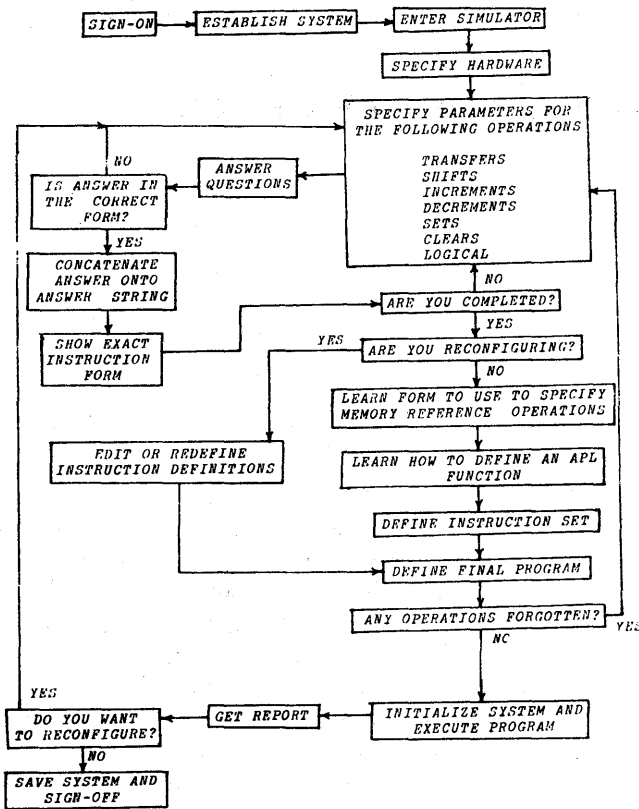 SIGN-ON
ESTABLISH SYSTEM
ENTER SIMULATOR
SPECIFY HARDWARE
SPECIFY PARAMETERS FOR
THE FOLLOWING OPERATIONS
TRANSFERS
SHIFTS
INCREMENTS
DECREMENTS
SETS
CLEARS
LOGICAL
ANSWER
QUESTIONS
NO
IS ANSWER IN
THE CORRECT
FORM?
YES
CONCATENATE
ANSWER ONTO
ANSWER STRING
SHOW EXACT
INSTRUCTION
FORM
NO
ARE YOU COMPLETED?
YES
YES
ARE YOU RECONFIGURING?
NO
LEARN FORM TO USE TO SPECIFY
MEMORY REFERENCE OPERATIONS
EDIT OR REDEFINE
INSTRUCTION DEFINITIONS
LEARN HOW TO DEFINE AN APL
FUNCTION
DEFINE INSTRUCTION SET
DEFINE FINAL PROGRAM
ANY OPERATIONS FORGOTTEN?
YES
NC
INITIALIZE SYSTEM AND
EXECUTE PROGRAM
GET REPORT
YES
DO YOU WANT
TO RECONFIGURE?
NO
SAVE SYSTEM AND
SIGN-OFF